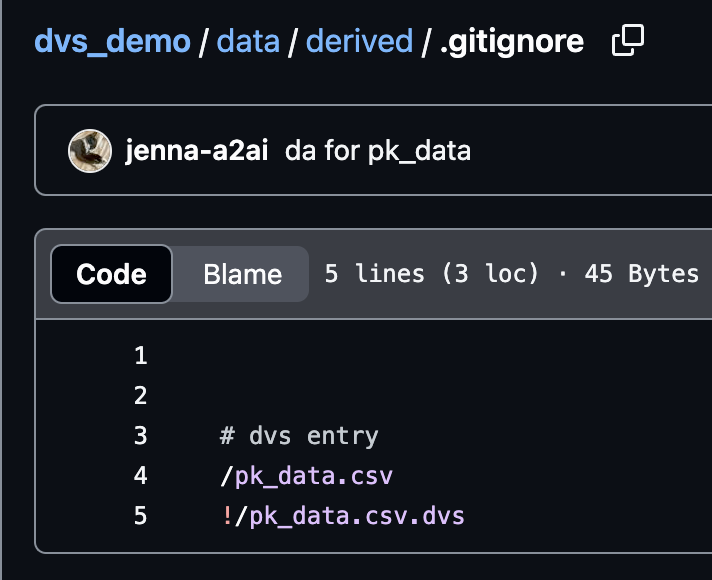 dvs_demo / data / derived / .gitignore
jenna-a2ai da for pk_data
Code Blame 5 lines (3 loc) · 45 Bytes
1
2
3 # dvs entry
4 /pk_data.csv
5 !/pk_data.csv.dvs